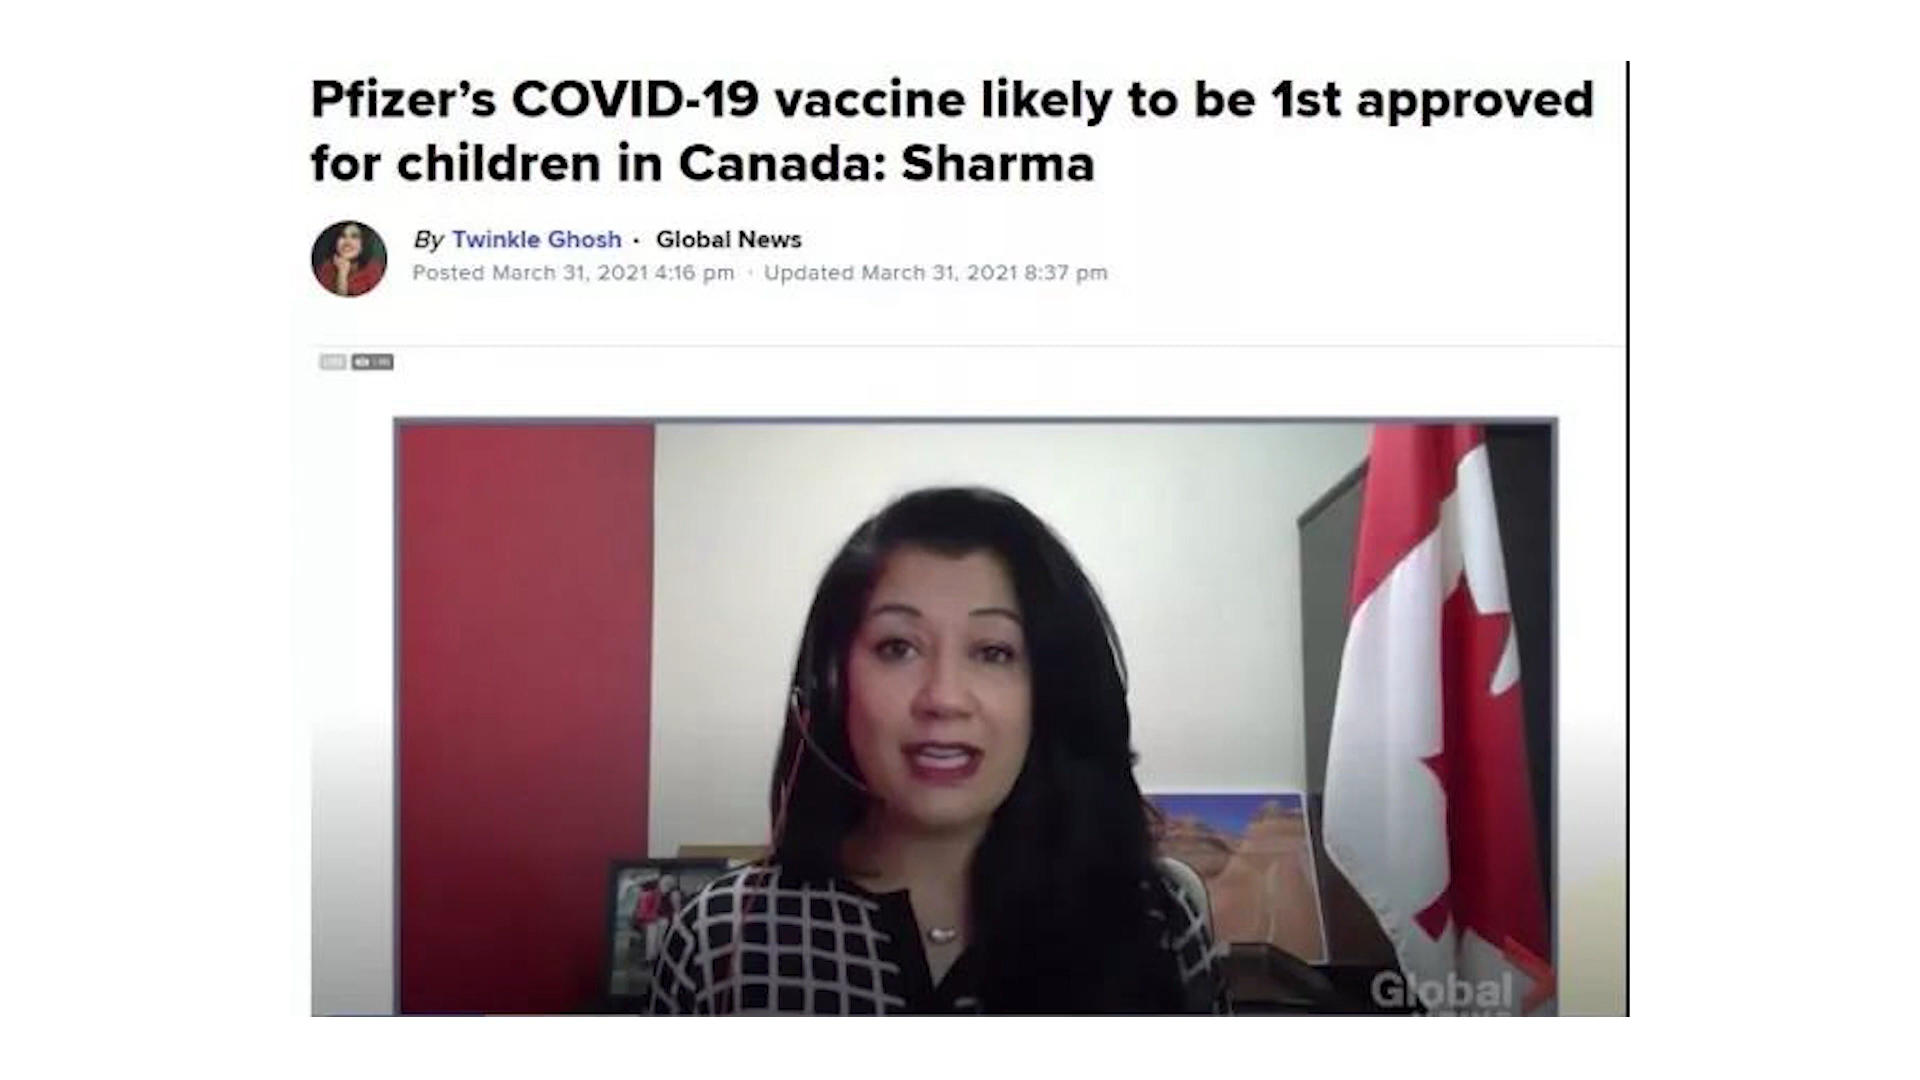 Pfizer’s COVID-19 vaccine likely to be 1st approved
for children in Canada: Sharma
By Twinkle Ghosh · Global News
Posted March 31, 2021 4:16 pm · Updated March 31, 2021 8:37 pm
Global